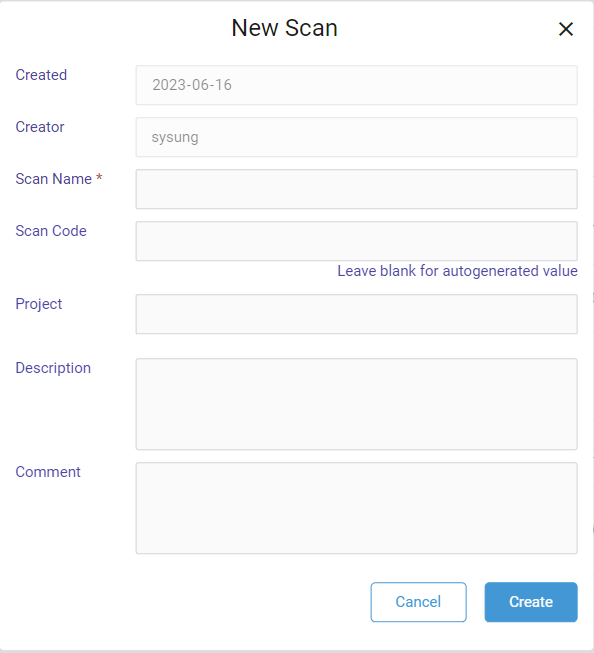 New Scan
Created
2023-06-16
Creator
sysung
Scan Name *
Scan Code
Leave blank for autogenerated value
Project
Description
Comment
Cancel
Create